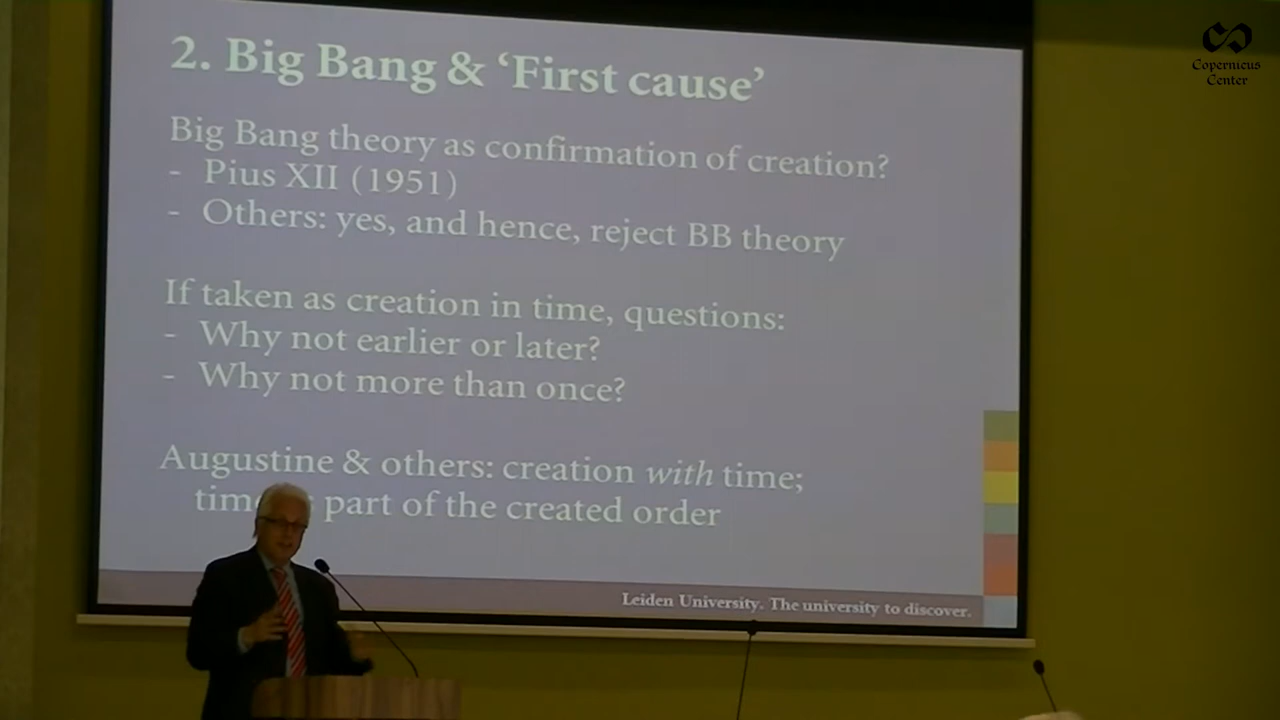 2. Big Bang & ‘First cause’
Big Bang theory as confirmation of creation?
- Pius XII (1951)
- Others: yes, and hence, reject BB theory
If taken as creation in time, questions:
- Why not earlier or later?
- Why not more than once?
Augustine & others: creation with time;
part of the created order
Leiden University. The university to discover.
Copernicus
Center